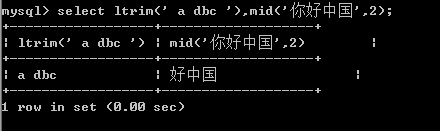 mysql> select ltrim(' a dbc '),mid('你好中国',2);
+------------------+---------------------+
| ltrim(' a dbc ') | mid('你好中国',2) |
+------------------+---------------------+
| a dbc | 好中国 |
+------------------+---------------------+
1 row in set (0.00 sec)